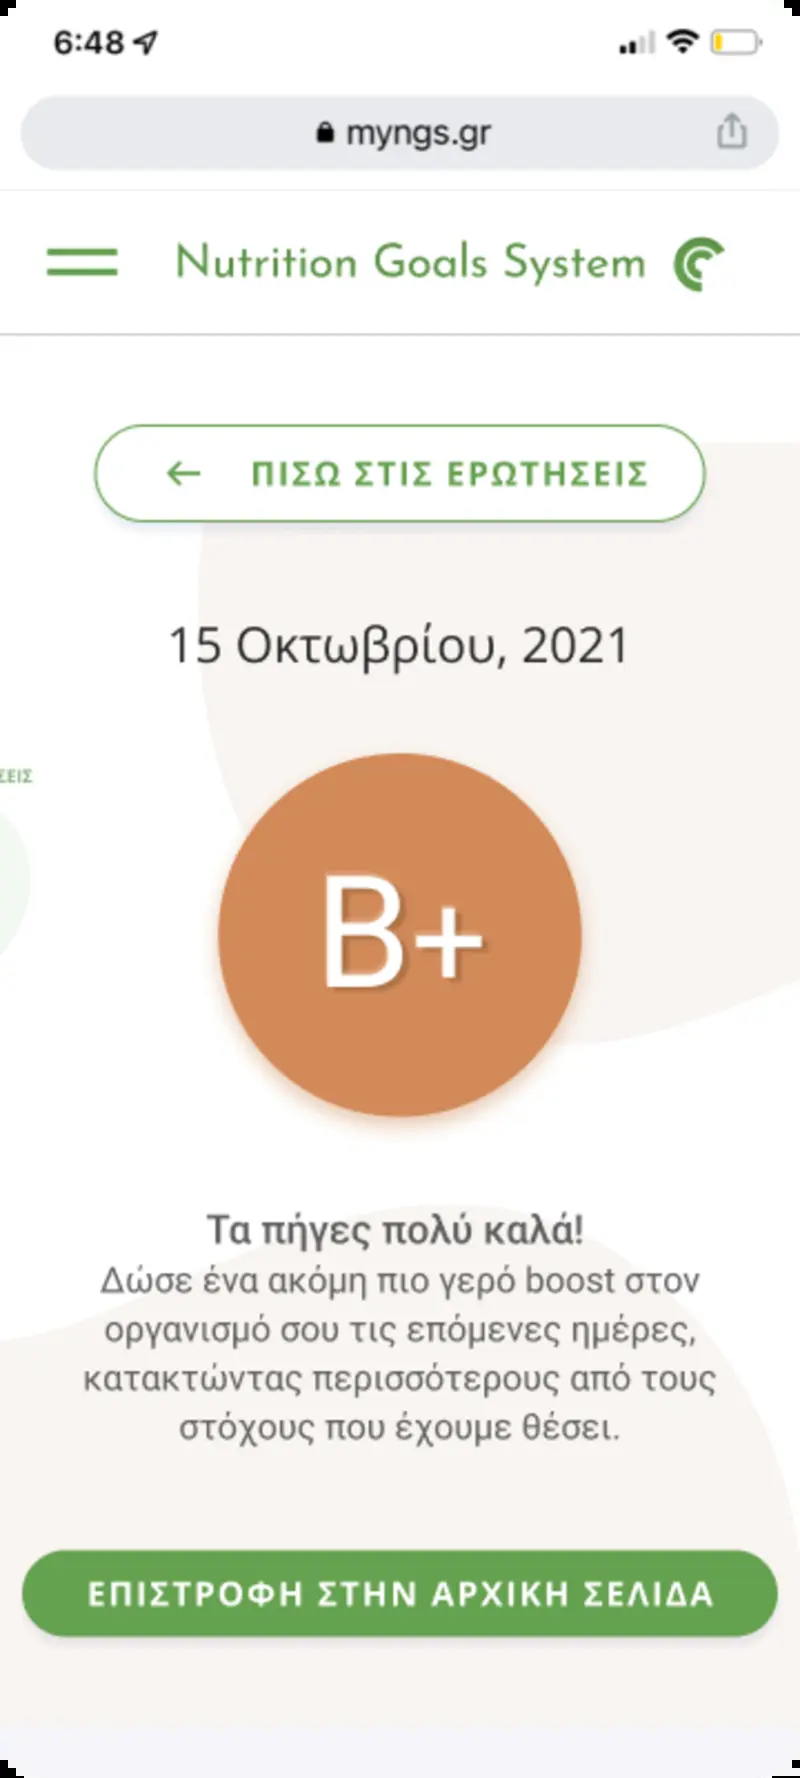 6:48
myngs.gr
Nutrition Goals System
← ΠΙΣΩ ΣΤΙΣ ΕΡΩΤΗΣΕΙΣ
15 Οκτωβρίου, 2021
ΣΕΙΣ
B+
Τα πήγες πολύ καλά!
Δώσε ένα ακόμη πιο γερό boost στον
οργανισμό σου τις επόμενες ημέρες,
κατακτώντας περισσότερους από τους
στόχους που έχουμε θέσει.
ΕΠΙΣΤΡΟΦΗ ΣΤΗΝ ΑΡΧΙΚΗ ΣΕΛΙΔΑ